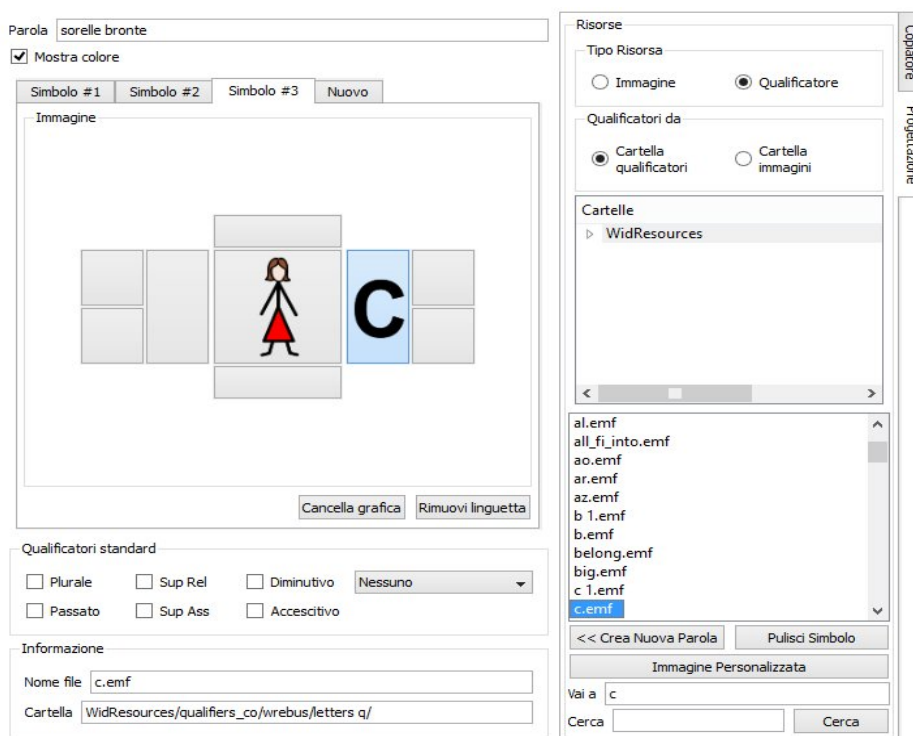 Parola sorelle bronte
Mostra colore
Simbolo #1 Simbolo #2 Simbolo #3 Nuovo
Immagine
C
Cancella grafica Rimuovi linguetta
Qualificatori standard
Plurale Sup Rel Diminutivo Nessuno
Passato Sup Ass Accescitivo
Informazione
Nome file c.emf
Cartella WidResources/qualifiers_co/wrebus/letters q/
Risorse
Tipo Risorsa
Immagine Qualificatore
Qualificatori da
Cartella qualificatori
Cartella immagini
Cartelle
WidResources
al.emf
all_fi_into.emf
ao.emf
ar.emf
az.emf
b 1.emf
b.emf
belong.emf
big.emf
c 1.emf
c.emf
<< Crea Nuova Parola Pulisci Simbolo
Immagine Personalizzata
Vai a c
Cerca Cerca
Copiatore
Progettazione